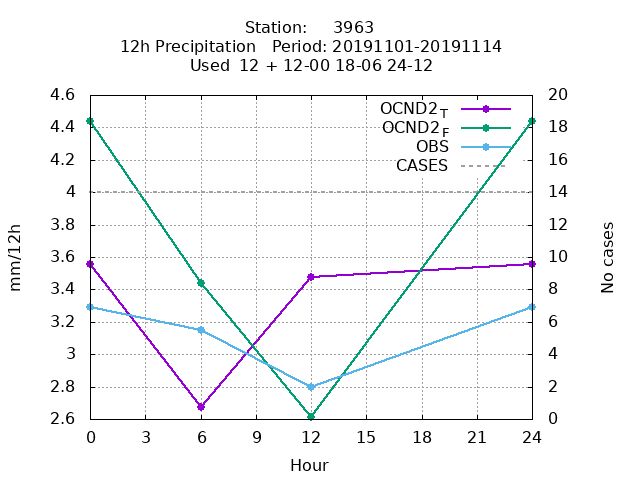 Station:     3963
12h Precipitation   Period: 20191101-20191114
Used  12 + 12-00 18-06 24-12
4.6
4.4
4.2
4
3.8
3.6
3.4
3.2
3
2.8
2.6
20
18
16
14
12
10
8
6
4
2
0
OCND2T
OCND2F
OBS
CASES
mm/12h
No cases
0 3 6 9 12 15 18 21 24
Hour